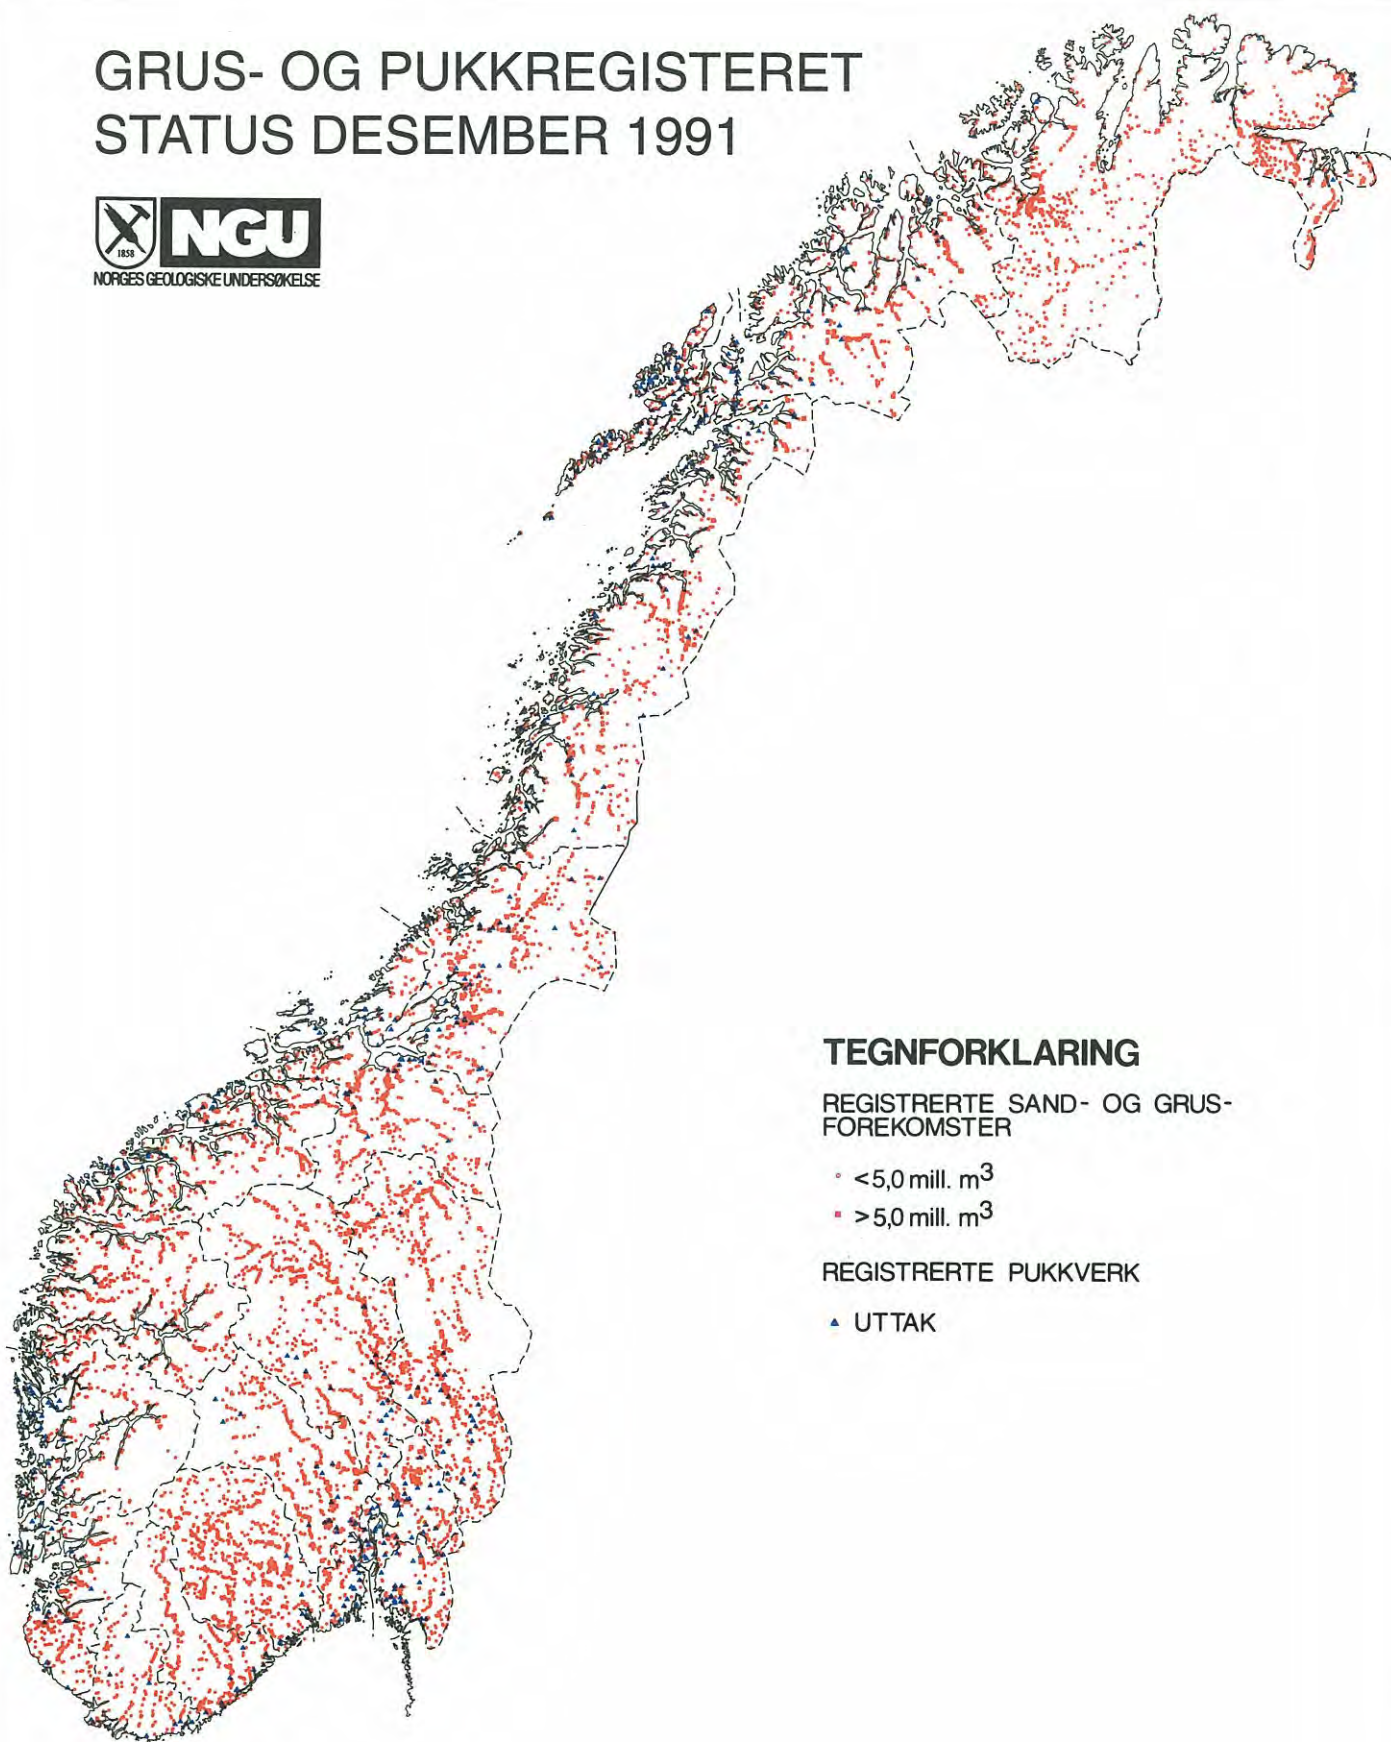 GRUS- OG PUKKREGISTERET
STATUS DESEMBER 1991
1858
NGU
NORGES GEOLOGISKE UNDERSØKELSE
TEGNFORKLARING
REGISTRERTE SAND- OG GRUS-
FOREKOMSTER
<5,0 mill. m³
>5,0 mill. m³
REGISTRERTE PUKKVERK
UTTAK